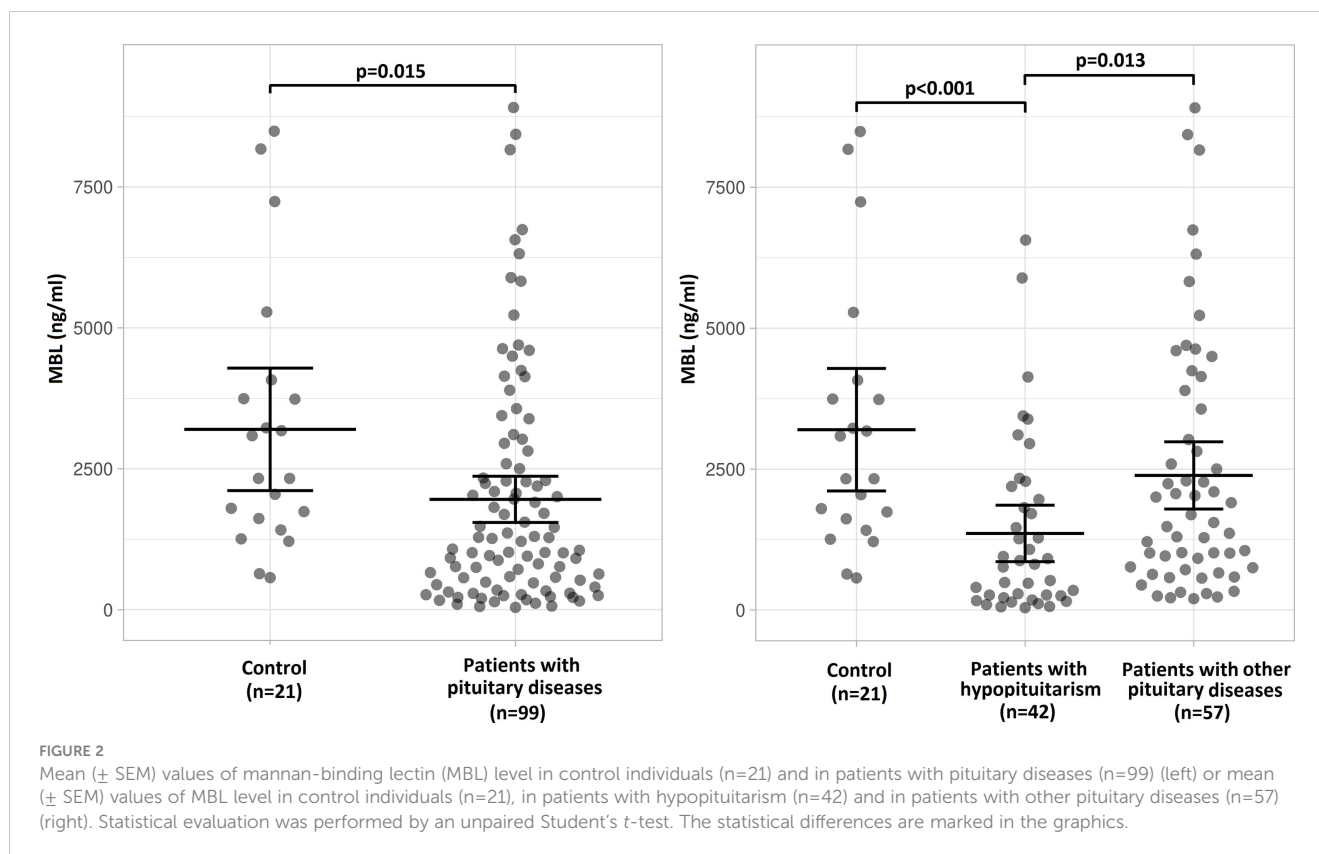 p=0.015
MBL (ng/ml)
7500
5000
2500
0
Control
(n=21)
Patients with
pituitary diseases
(n=99)
p<0.001
p=0.013
MBL (ng/ml)
7500
5000
2500
0
Control
(n=21)
Patients with
hypopituitarism
(n=42)
Patients with other
pituitary diseases
(n=57)
FIGURE 2
Mean (± SEM) values of mannan-binding lectin (MBL) level in control individuals (n=21) and in patients with pituitary diseases (n=99) (left) or mean
(± SEM) values of MBL level in control individuals (n=21), in patients with hypopituitarism (n=42) and in patients with other pituitary diseases (n=57)
(right). Statistical evaluation was performed by an unpaired Student's t-test. The statistical differences are marked in the graphics.